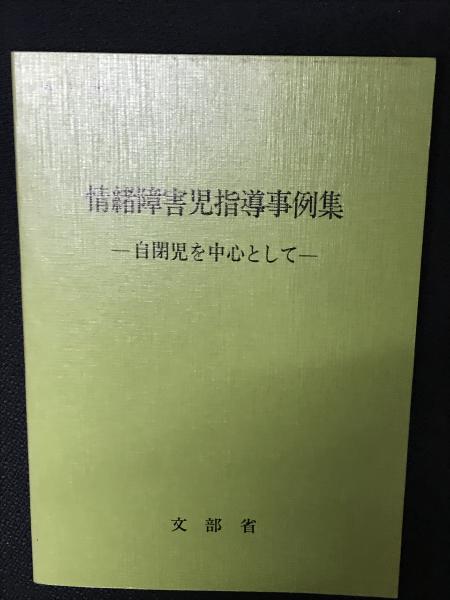 情緒障害児指導事例集
―自閉児を中心として―
文部省